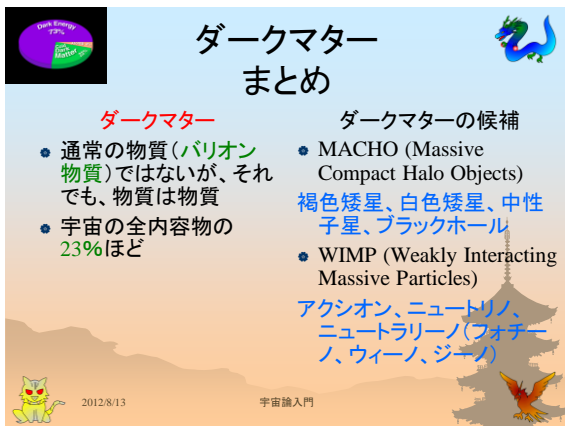 Dark Energy
73%
Dark
Matter
ダークマター
まとめ
ダークマター
通常の物質(バリオン
物質)ではないが、それ
でも、物質は物質
宇宙の全内容物の
23%ほど
ダークマターの候補
MACHO (Massive
Compact Halo Objects)
褐色矮星、白色矮星、中性
子星、ブラックホール
WIMP (Weakly Interacting
Massive Particles)
アクシオン、ニュートリノ、
ニュートラリーノ(フォチー
ノ、ウィーノ、ジーノ)
2012/8/13
宇宙論入門